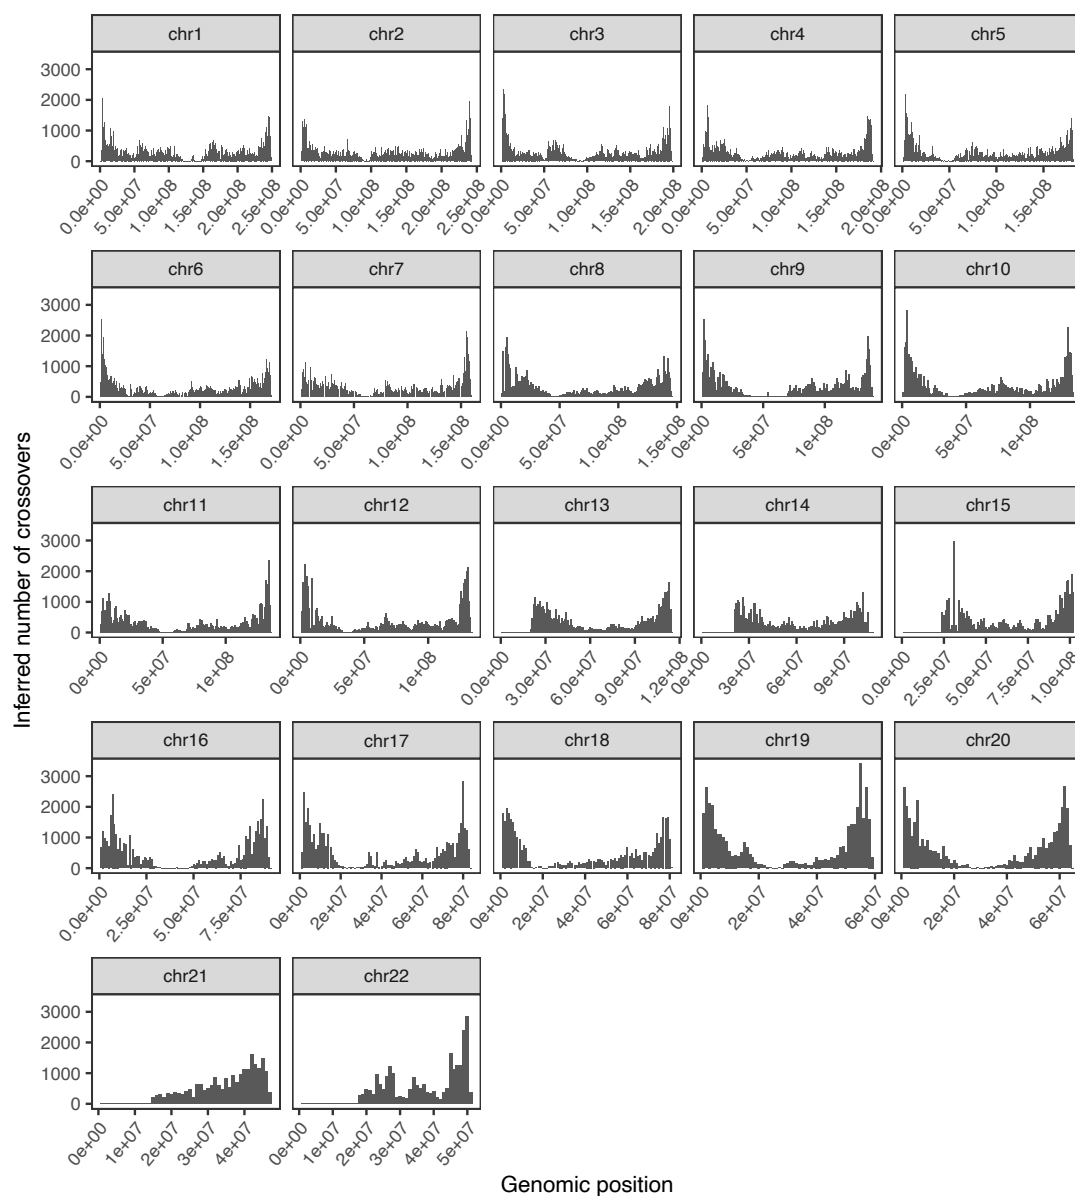 chr1 chr2 chr3 chr4 chr5
3000
2000
1000
0
0.0e+00 5.0e+07 1.0e+08 1.5e+08 2.0e+08 2.5e+08 0.0e+00 5.0e+07 1.0e+08 1.5e+08 2.0e+08 2.5e+08 0.0e+00 5.0e+07 1.0e+08 1.5e+08 2.0e+08 0.0e+00 5.0e+07 1.0e+08 1.5e+08 2.0e+08 0.0e+00 5.0e+07 1.0e+08 1.5e+08
chr6 chr7 chr8 chr9 chr10
3000
2000
1000
0
0.0e+00 5.0e+07 1.0e+08 1.5e+08 0.0e+00 5.0e+07 1.0e+08 1.5e+08 0.0e+00 5.0e+07 1.0e+08 1.5e+08 0e+00 5e+07 1e+08 0e+00 5e+07 1e+08
Inferred number of crossovers
chr11 chr12 chr13 chr14 chr15
3000
2000
1000
0
0e+00 5e+07 1e+08 0e+00 5e+07 1e+08 0.0e+00 3.0e+07 6.0e+07 9.0e+07 1.2e+08 0e+00 3e+07 6e+07 9e+07 0.0e+00 2.5e+07 5.0e+07 7.5e+07 1.0e+08
chr16 chr17 chr18 chr19 chr20
3000
2000
1000
0
0.0e+00 2.5e+07 5.0e+07 7.5e+07 0e+00 2e+07 4e+07 6e+07 8e+07 0e+00 2e+07 4e+07 6e+07 8e+07 0e+00 2e+07 4e+07 6e+07 0e+00 2e+07 4e+07 6e+07
chr21 chr22
3000
2000
1000
0
0e+00 1e+07 2e+07 3e+07 4e+07 0e+00 1e+07 2e+07 3e+07 4e+07 5e+07
Genomic position